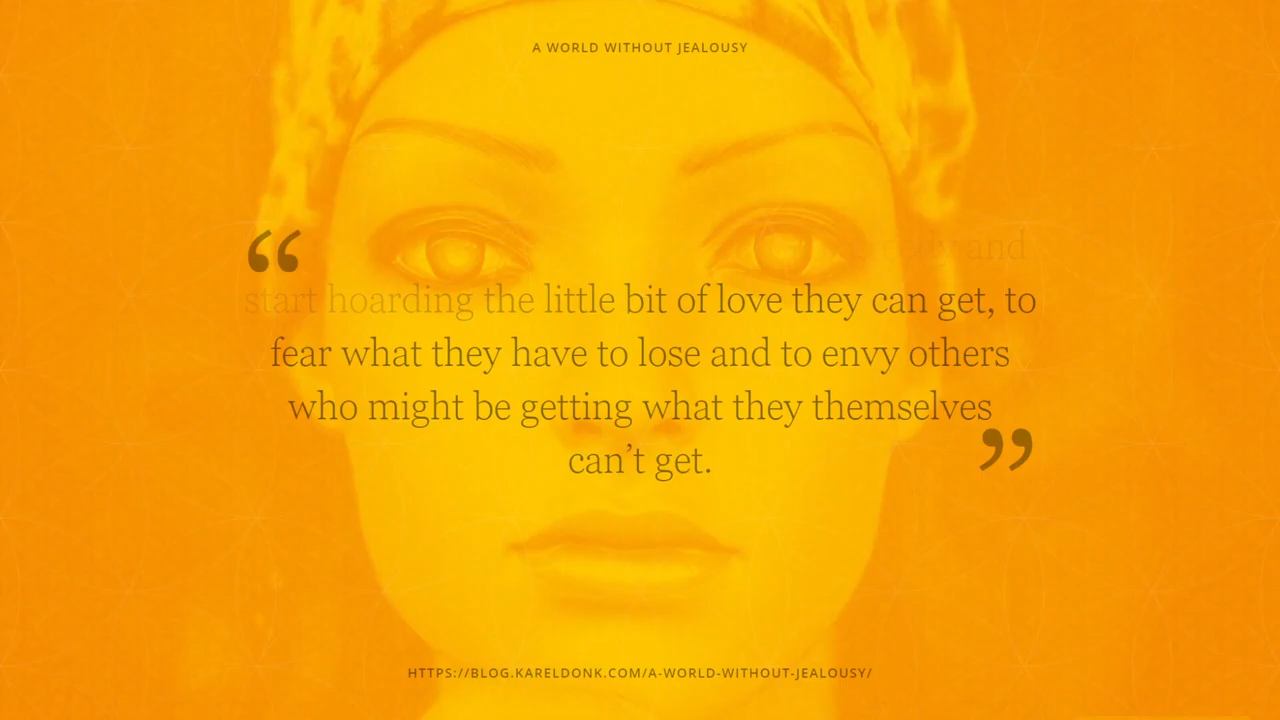 A WORLD WITHOUT JEALOUSY
“
and
start hoarding the little bit of love they can get, to
fear what they have to lose and to envy others
who might be getting what they themselves
can’t get.
”
HTTPS://BLOG.KARELDONK.COM/A-WORLD-WITHOUT-JEALOUSY/